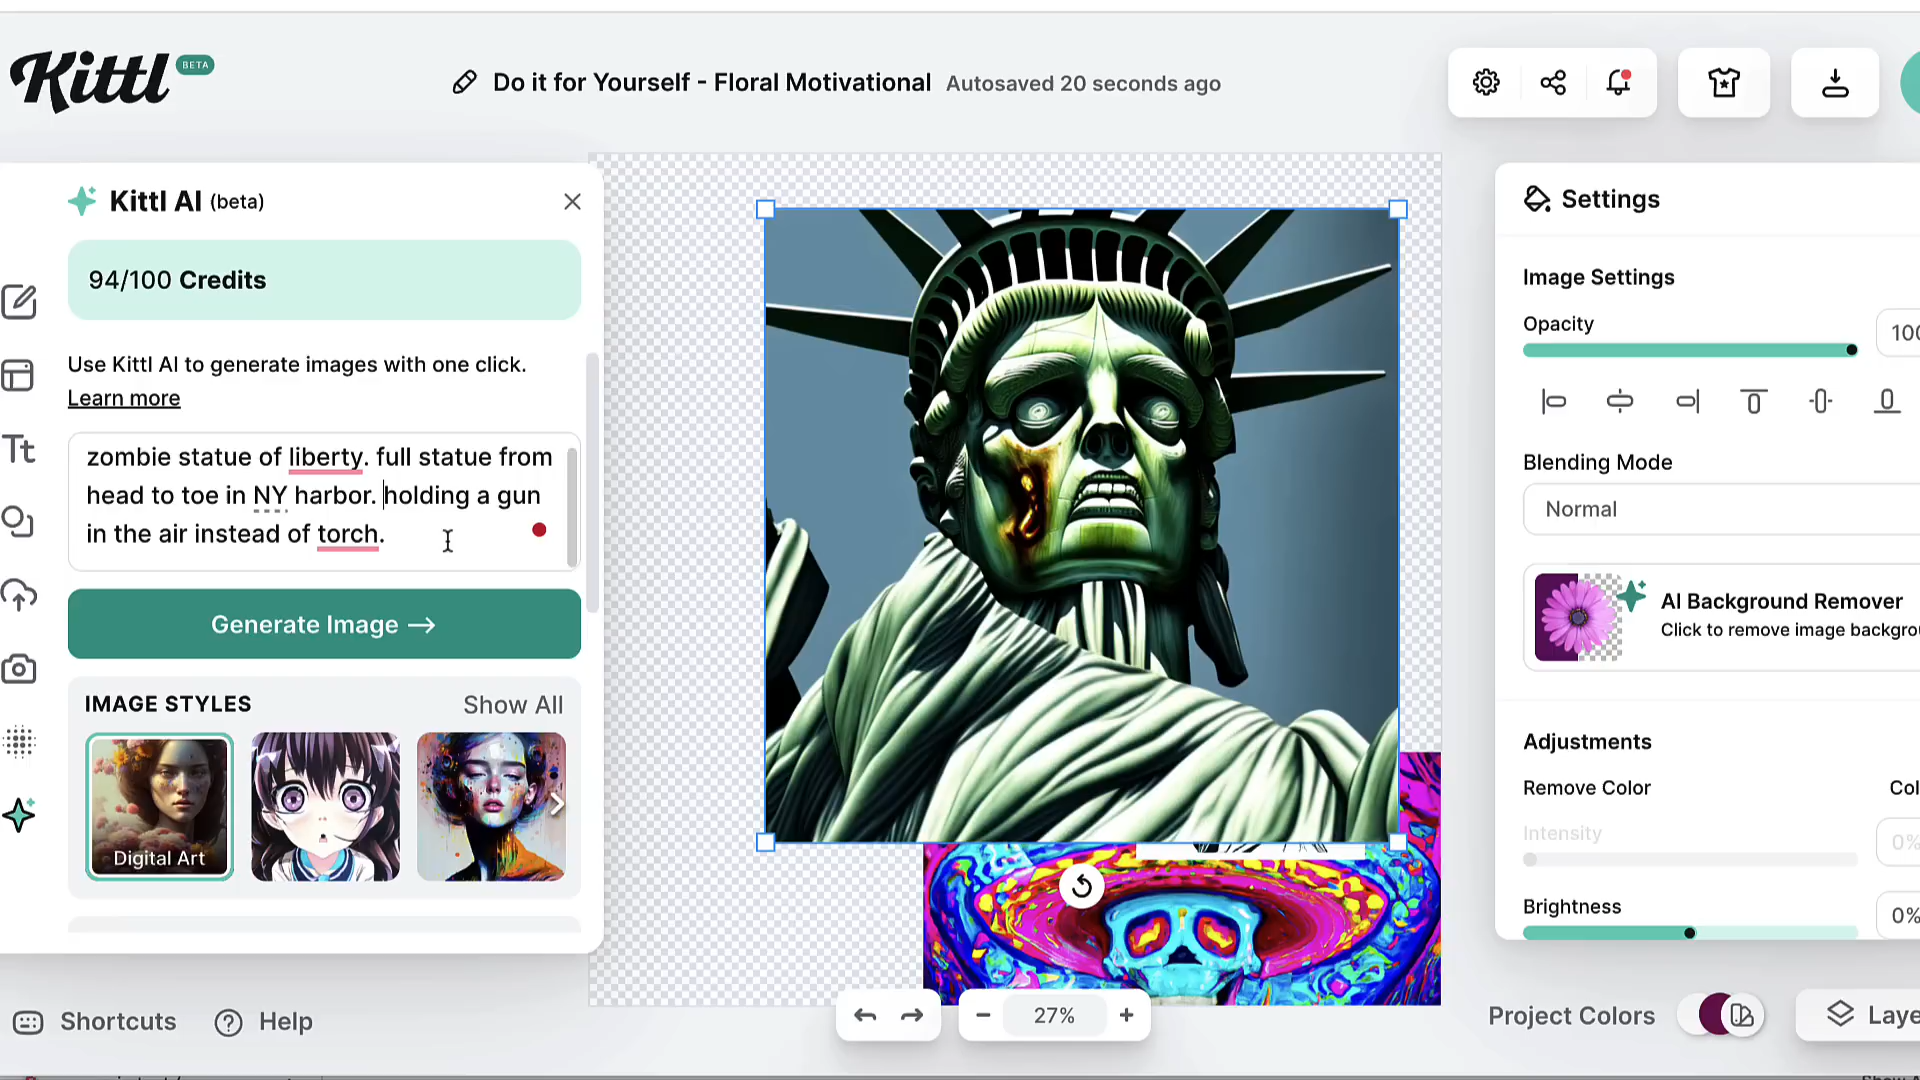 Kittl BETA
Do it for Yourself - Floral Motivational Autosaved 20 seconds ago
Kittl AI (beta)
94/100 Credits
Use Kittl AI to generate images with one click.
Learn more
zombie statue of liberty. full statue from
head to toe in NY harbor. holding a gun
in the air instead of torch.
Generate Image →
IMAGE STYLES Show All
Digital Art
Tt
Shortcuts
Help
27%
Settings
Image Settings
Opacity
100
Blending Mode
Normal
AI Background Remover
Click to remove image backgrou
Adjustments
Remove Color Col
Intensity
0%
Brightness
0%
Project Colors
Laye